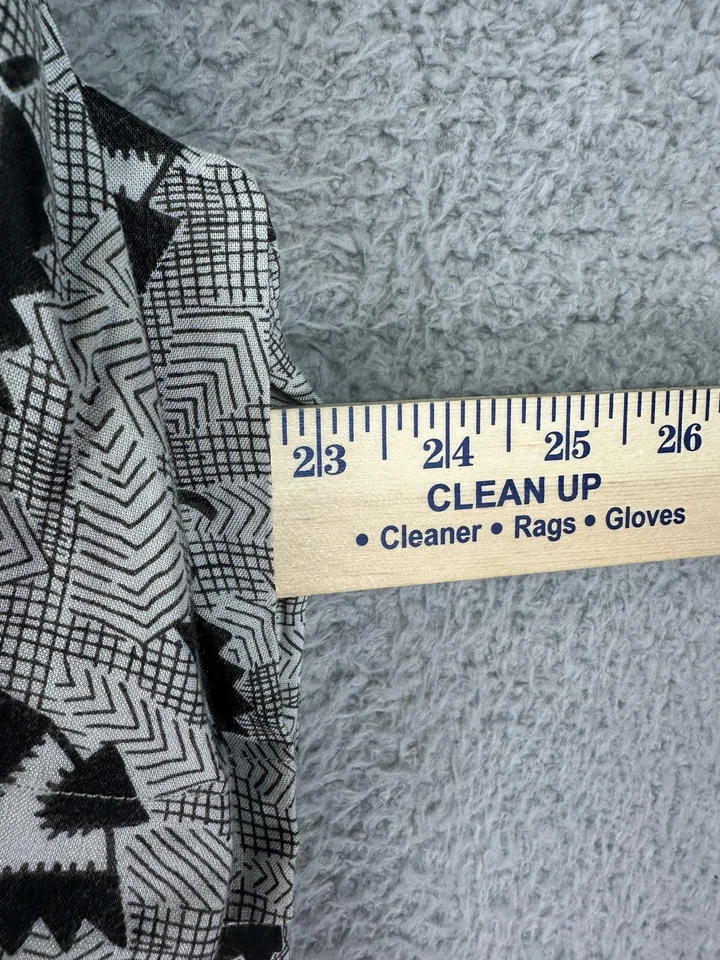 23 24 25 26
CLEAN UP
• Cleaner • Rags • Gloves